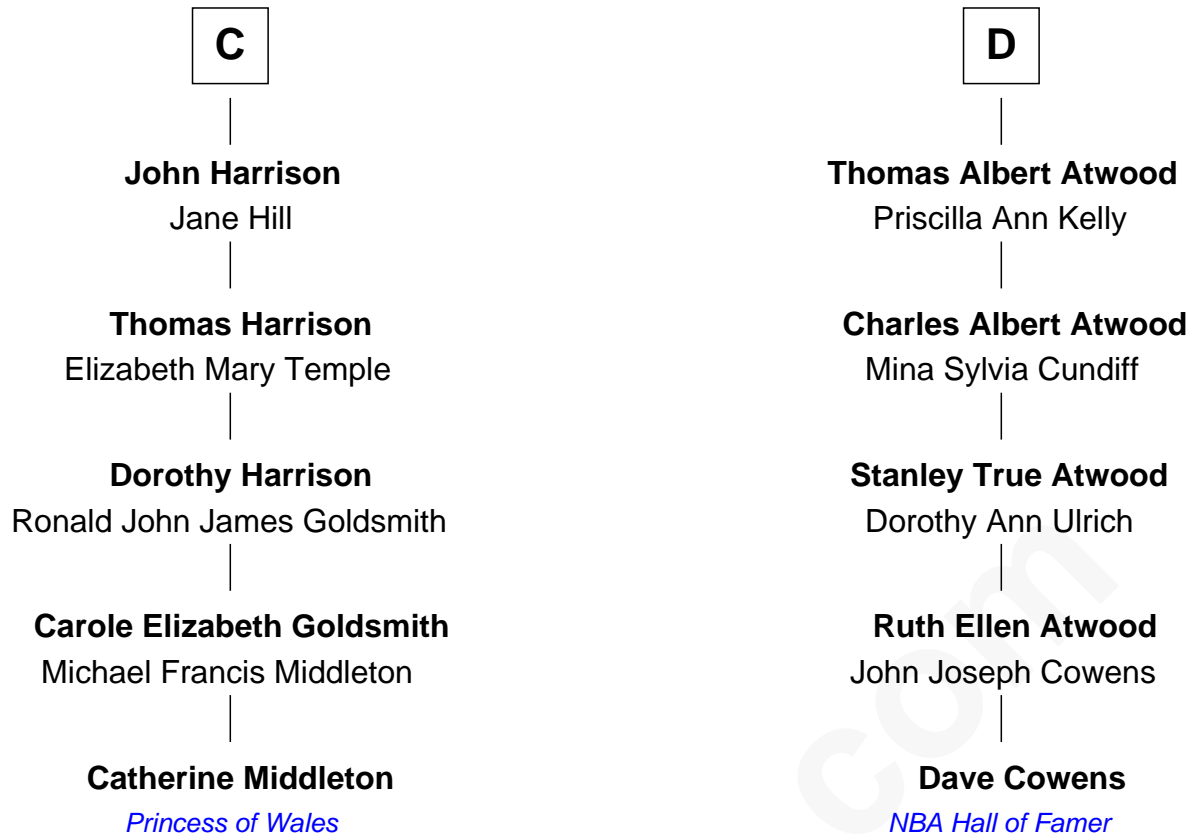 C
John Harrison
Jane Hill
Thomas Harrison
Elizabeth Mary Temple
Dorothy Harrison
Ronald John James Goldsmith
Carole Elizabeth Goldsmith
Michael Francis Middleton
Catherine Middleton
Princess of Wales
D
Thomas Albert Atwood
Priscilla Ann Kelly
Charles Albert Atwood
Mina Sylvia Cundiff
Stanley True Atwood
Dorothy Ann Ulrich
Ruth Ellen Atwood
John Joseph Cowens
Dave Cowens
NBA Hall of Famer
com